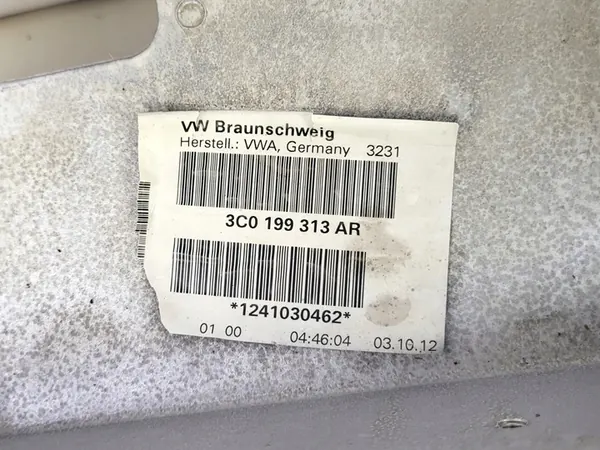 VW Braunschweig
Herstell.: VWA, Germany 3231
3C0 199 313 AR
*1241030462*
01 00 04:46:04 03.10.12